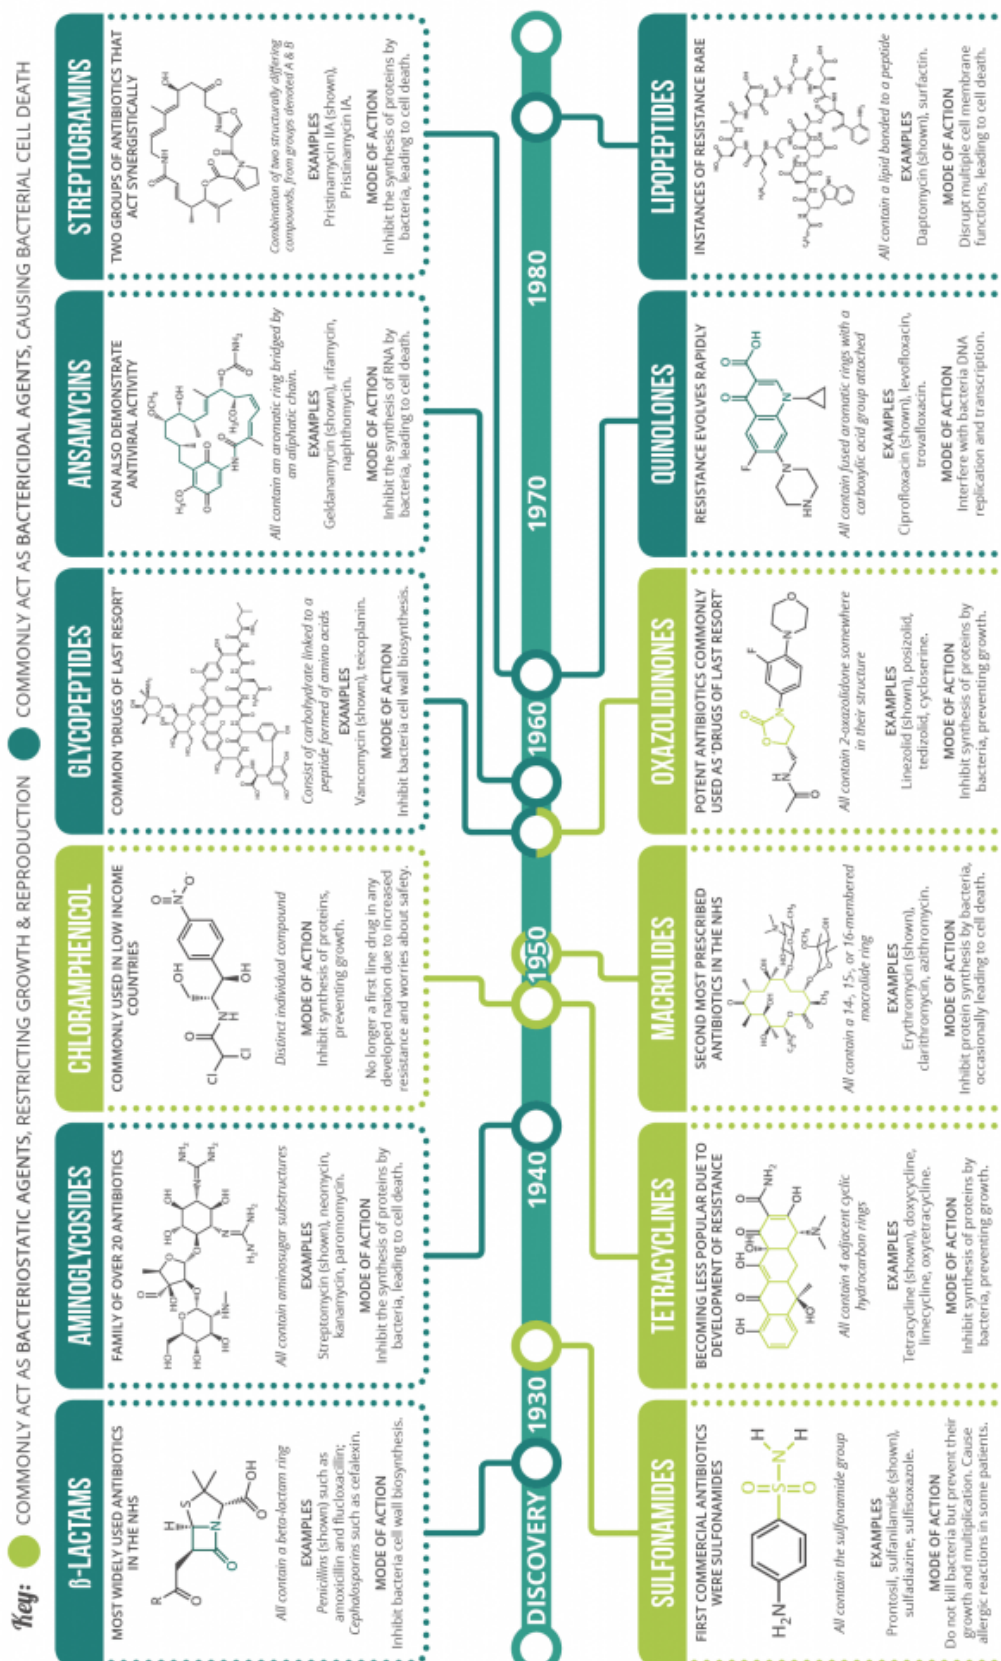 Key: COMMONLY ACT AS BACTERIOSTATIC AGENTS, RESTRICTING GROWTH & REPRODUCTION COMMONLY ACT AS BACTERICIDAL AGENTS, CAUSING BACTERIAL CELL DEATH
β-LACTAMS
MOST WIDELY USED ANTIBIOTICS
IN THE NHS
All contain a beta-lactam ring
EXAMPLES
Penicillins (shown) such as
amoxicillin and flucloxacillin;
Cephalosporins such as cefalexin.
MODE OF ACTION
Inhibit bacteria cell wall biosynthesis.
AMINOGLYCOSIDES
FAMILY OF OVER 20 ANTIBIOTICS
All contain aminosugar substructures
EXAMPLES
Streptomycin (shown), neomycin,
kanamycin, paromomycin.
MODE OF ACTION
Inhibit the synthesis of proteins by
bacteria, leading to cell death.
CHLORAMPHENICOL
COMMONLY USED IN LOW INCOME
COUNTRIES
Distinct individual compound
MODE OF ACTION
Inhibit synthesis of proteins,
preventing growth.
No longer a first line drug in any
developed nation due to increased
resistance and worries about safety.
GLYCOPEPTIDES
COMMON 'DRUGS OF LAST RESORT'
Consist of carbohydrate linked to a
peptide formed of amino acids
EXAMPLES
Vancomycin (shown), teicoplanin.
MODE OF ACTION
Inhibit bacteria cell wall biosynthesis.
ANSAMYCINS
CAN ALSO DEMONSTRATE
ANTIVIRAL ACTIVITY
All contain an aromatic ring bridged by
an aliphatic chain.
EXAMPLES
Geldanamycin (shown), rifamycin,
naphthomycin.
MODE OF ACTION
Inhibit the synthesis of RNA by
bacteria, leading to cell death.
STREPTOGRAMINS
TWO GROUPS OF ANTIBIOTICS THAT
ACT SYNERGISTICALLY
Combination of two structurally differing
compounds, from groups denoted A & B
EXAMPLES
Pristinamycin IIA (shown),
Pristinamycin IA.
MODE OF ACTION
Inhibit the synthesis of proteins by
bacteria, leading to cell death.
DISCOVERY 1930 1940 1950 1960 1970 1980
SULFONAMIDES
FIRST COMMERCIAL ANTIBIOTICS
WERE SULFONAMIDES
All contain the sulfonamide group
EXAMPLES
Prontosil, sulfanilamide (shown),
sulfadiazine, sulfisoxazole.
MODE OF ACTION
Do not kill bacteria but prevent their
growth and multiplication. Cause
allergic reactions in some patients.
TETRACYCLINES
BECOMING LESS POPULAR DUE TO
DEVELOPMENT OF RESISTANCE
All contain 4 adjacent cyclic
hydrocarbon rings
EXAMPLES
Tetracycline (shown), doxycycline,
limecycline, oxytetracycline.
MODE OF ACTION
Inhibit synthesis of proteins by
bacteria, preventing growth.
MACROLIDES
SECOND MOST PRESCRIBED
ANTIBIOTICS IN THE NHS
All contain a 14-, 15-, or 16-membered
macrolide ring
EXAMPLES
Erythromycin (shown),
clarithromycin, azithromycin.
MODE OF ACTION
Inhibit protein synthesis by bacteria,
occasionally leading to cell death.
OXAZOLIDINONES
POTENT ANTIBIOTICS COMMONLY
USED AS 'DRUGS OF LAST RESORT'
All contain 2-oxazolidone somewhere
in their structure
EXAMPLES
Linezolid (shown), posizolid,
tedizolid, cycloserine.
MODE OF ACTION
Inhibit synthesis of proteins by
bacteria, preventing growth.
QUINOLONES
RESISTANCE EVOLVES RAPIDLY
All contain fused aromatic rings with a
carboxylic acid group attached
EXAMPLES
Ciprofloxacin (shown), levofloxacin,
trovafloxacin.
MODE OF ACTION
Interfere with bacteria DNA
replication and transcription.
LIPOPEPTIDES
INSTANCES OF RESISTANCE RARE
All contain a lipid bonded to a peptide
EXAMPLES
Daptomycin (shown), surfactin.
MODE OF ACTION
Disrupt multiple cell membrane
functions, leading to cell death.